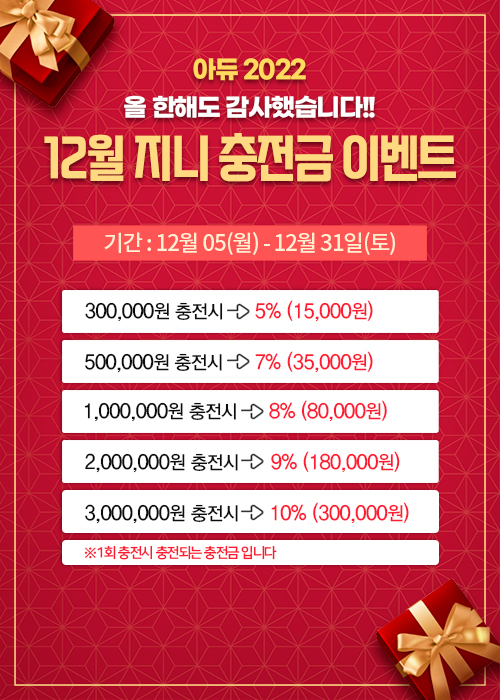 아듀 2022
올 한해도 감사했습니다!!
12월 지니 충전금 이벤트
기간 : 12월 05(월) - 12월 31일(토)
300,000원 충전시 5% (15,000원)
500,000원 충전시 7% (35,000원)
1,000,000원 충전시 8% (80,000원)
2,000,000원 충전시 9% (180,000원)
3,000,000원 충전시 10% (300,000원)
※1회 충전시 충전되는 충전금 입니다